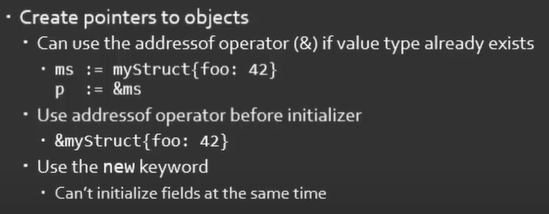 • Create pointers to objects
• Can use the addressof operator (&) if value type already exists
• ms := myStruct{foo: 42}
p := &ms
• Use addressof operator before initializer
• &myStruct{foo: 42}
• Use the new keyword
• Can't initialize fields at the same time